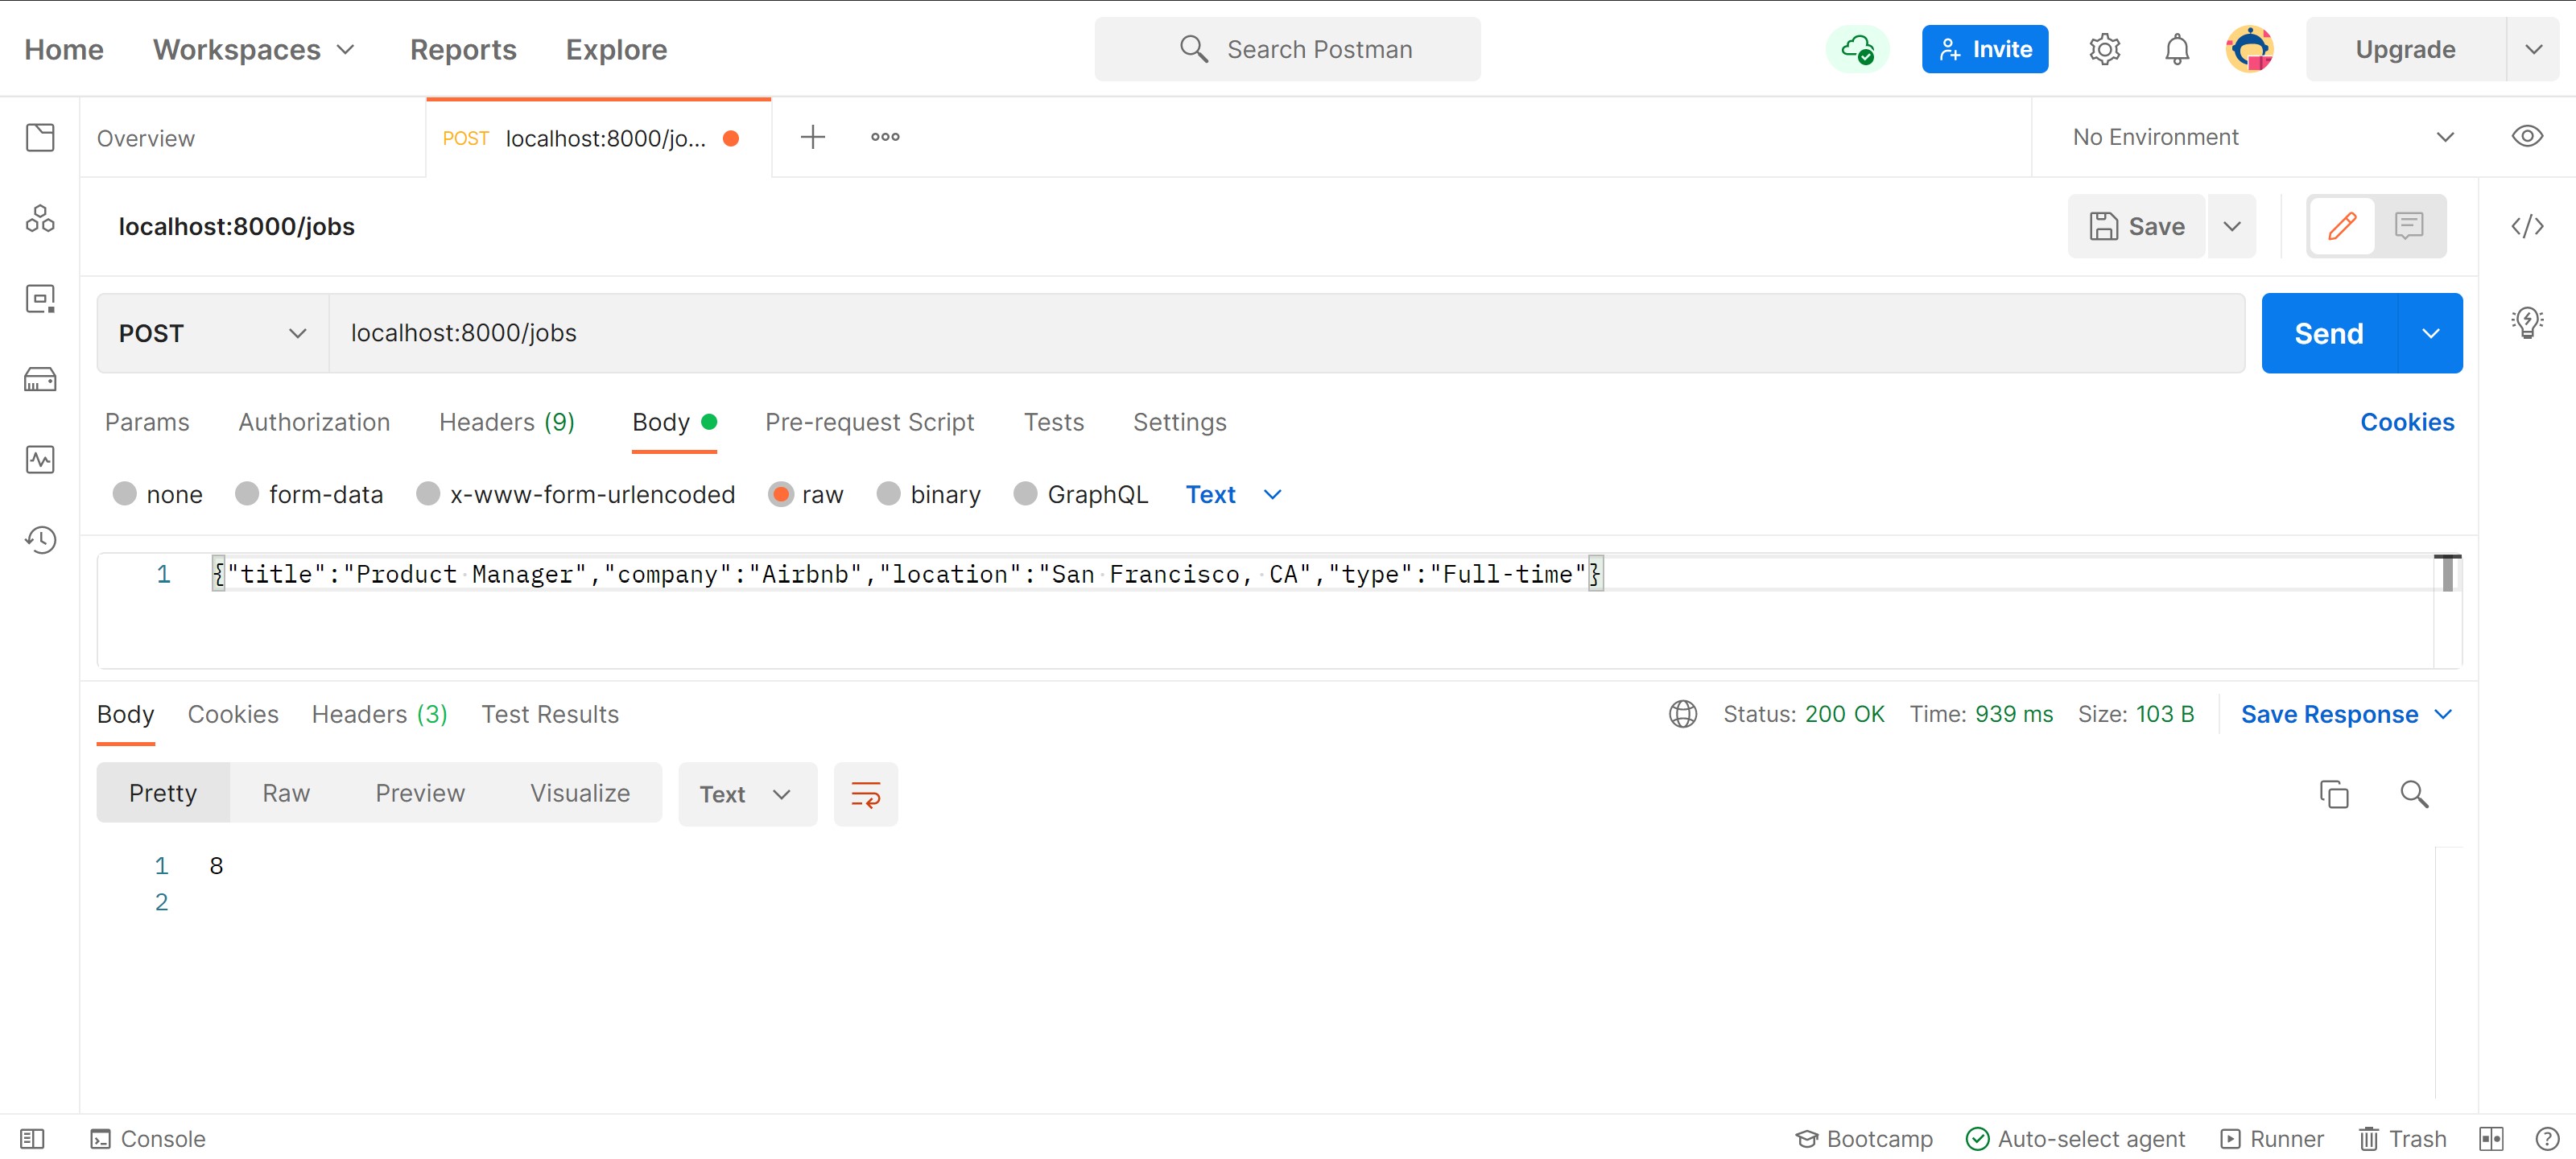 Home Workspaces Reports Explore Search Postman Invite Upgrade
Overview POST localhost:8000/jo... No Environment
localhost:8000/jobs Save
POST localhost:8000/jobs Send
Params Authorization Headers (9) Body Pre-request Script Tests Settings Cookies
none form-data x-www-form-urlencoded raw binary GraphQL Text
1 {"title":"Product Manager","company":"Airbnb","location":"San Francisco, CA","type":"Full-time"}
Body Cookies Headers (3) Test Results Status: 200 OK Time: 939 ms Size: 103 B Save Response
Pretty Raw Preview Visualize Text
1 8
2
Console Bootcamp Auto-select agent Runner Trash